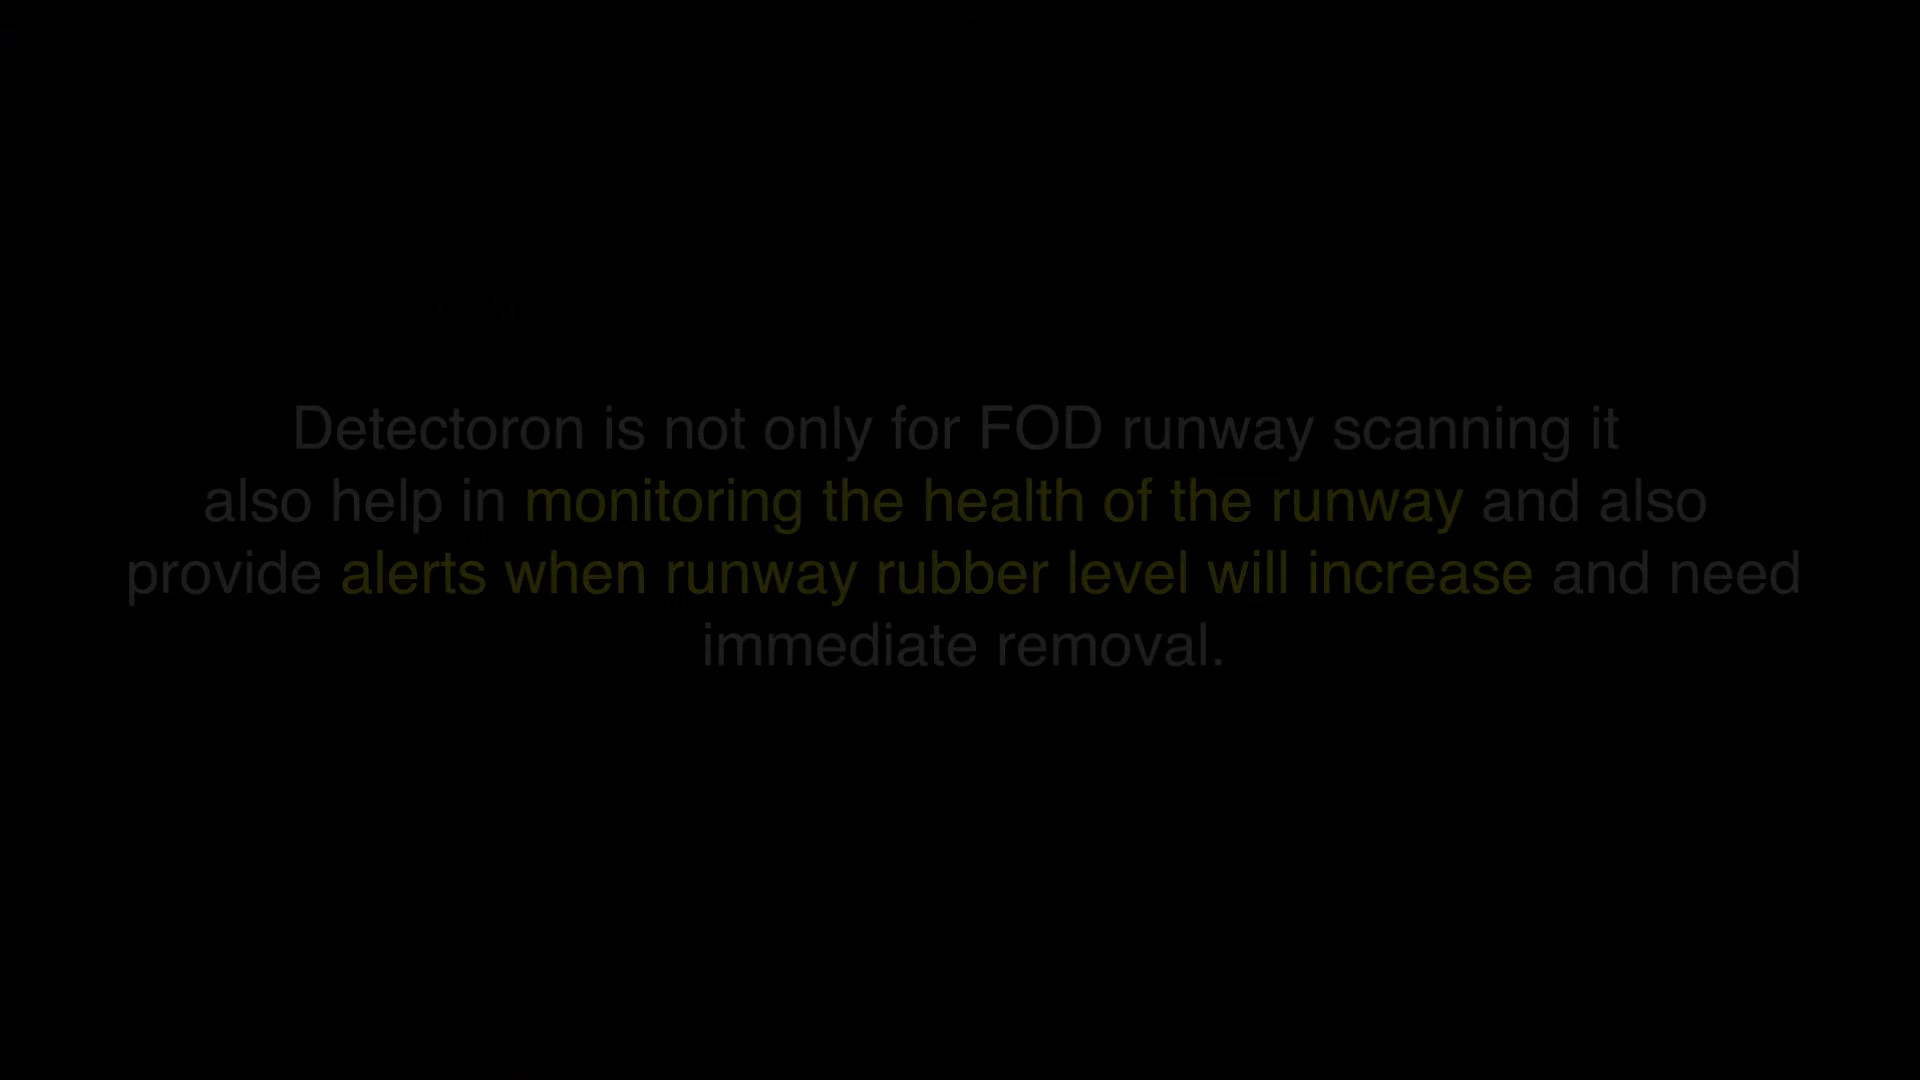 Detectoron is not only for FOD runway scanning it
also help in monitoring the health of the runway and also
provide alerts when runway rubber level will increase and need
immediate removal.